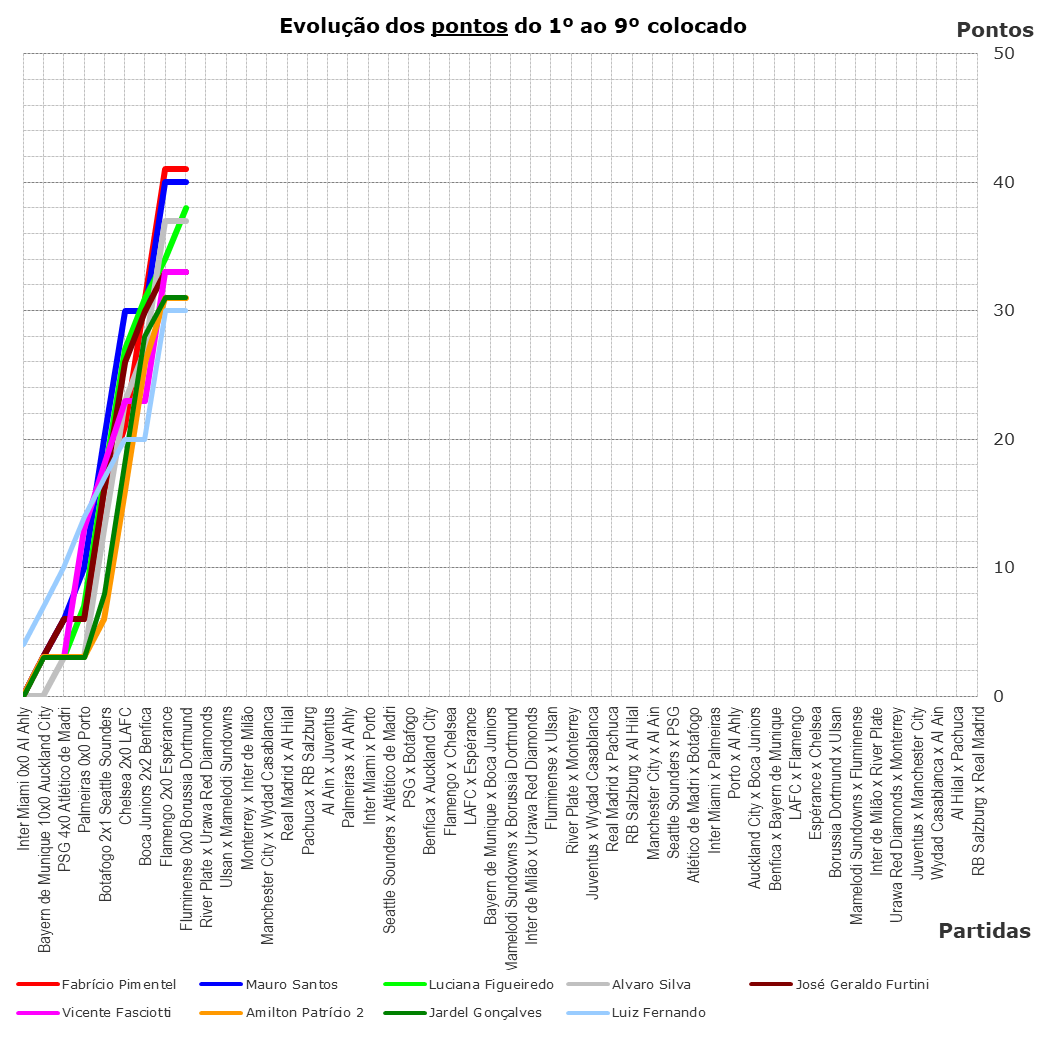 Evolução dos pontos do 1º ao 9º colocado
Pontos
50
40
30
20
10
0
Inter Miami 0x0 Al Ahly
Bayern de Munique 10x0 Auckland City
PSG 4x0 Atlético de Madri
Palmeiras 0x0 Porto
Botafogo 2x1 Seattle Sounders
Chelsea 2x0 LAFC
Boca Juniors 2x2 Benfica
Flamengo 2x0 Espérance
Fluminense 0x0 Borussia Dortmund
River Plate x Urawa Red Diamonds
Ulsan x Mamelodi Sundowns
Monterrey x Inter de Milão
Manchester City x Wydad Casablanca
Real Madrid x Al Hilal
Pachuca x RB Salzburg
Al Ain x Juventus
Palmeiras x Al Ahly
Inter Miami x Porto
Seattle Sounders x Atlético de Madri
PSG x Botafogo
Benfica x Auckland City
Flamengo x Chelsea
LAFC x Espérance
Bayern de Munique x Boca Juniors
Mamelodi Sundowns x Borussia Dortmund
Inter de Milão x Urawa Red Diamonds
Fluminense x Ulsan
River Plate x Monterrey
Juventus x Wydad Casablanca
Real Madrid x Pachuca
RB Salzburg x Al Hilal
Manchester City x Al Ain
Seattle Sounders x PSG
Atlético de Madri x Botafogo
Inter Miami x Palmeiras
Porto x Al Ahly
Auckland City x Boca Juniors
Benfica x Bayern de Munique
LAFC x Flamengo
Espérance x Chelsea
Borussia Dortmund x Ulsan
Mamelodi Sundowns x Fluminense
Inter de Milão x River Plate
Urawa Red Diamonds x Monterrey
Juventus x Manchester City
Wydad Casablanca x Al Ain
Al Hilal x Pachuca
RB Salzburg x Real Madrid
Partidas
Fabrício Pimentel
Mauro Santos
Luciana Figueiredo
Alvaro Silva
José Geraldo Furtini
Vicente Fasciotti
Amilton Patrício 2
Jardel Gonçalves
Luiz Fernando